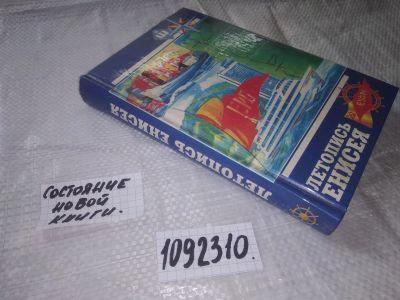 ЛЕТОПИСЬ
ЕНИСЕЯ
ЛЕТОПИСЬ ЕНИСЕЯ
СОСТОЯНИЕ
НОВОЙ
КНИГИ.
1092310.